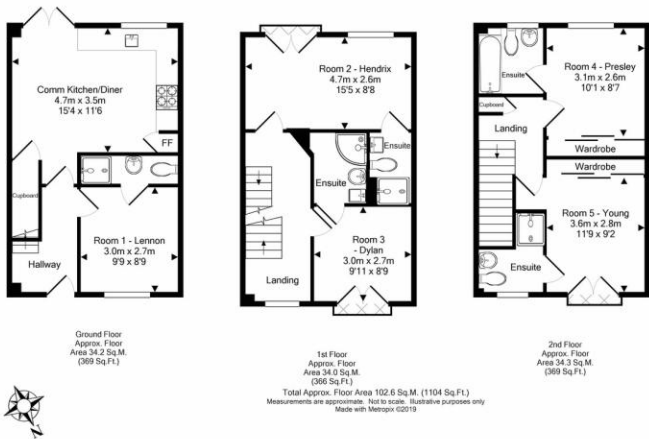 Comm Kitchen/Diner
4.7m x 3.5m
15'4 x 11'6
FF
Cupboard
Room 1 - Lennon
3.0m x 2.7m
9'9 x 8'9
Hallway
Ground Floor
Approx. Floor
Area 34.2 Sq.M.
(369 Sq.Ft.)
Room 2 - Hendrix
4.7m x 2.6m
15'5 x 8'8
Ensuite
Ensuite
Room 3
- Dylan
3.0m x 2.7m
9'11 x 8'9
Landing
1st Floor
Approx. Floor
Area 34.0 Sq.M.
(366 Sq.Ft.)
Room 4 - Presley
3.1m x 2.6m
10'1 x 8'7
Ensuite
Cupboard
Landing
Wardrobe
Wardrobe
Room 5 - Young
3.6m x 2.8m
11'9 x 9'2
Ensuite
2nd Floor
Approx. Floor
Area 34.3 Sq.M.
(369 Sq.Ft.)
Total Approx. Floor Area 102.6 Sq.M. (1104 Sq.Ft.)
Measurements are approximate. Not to scale. Illustrative purposes only
Made with Metropix ©2019
N